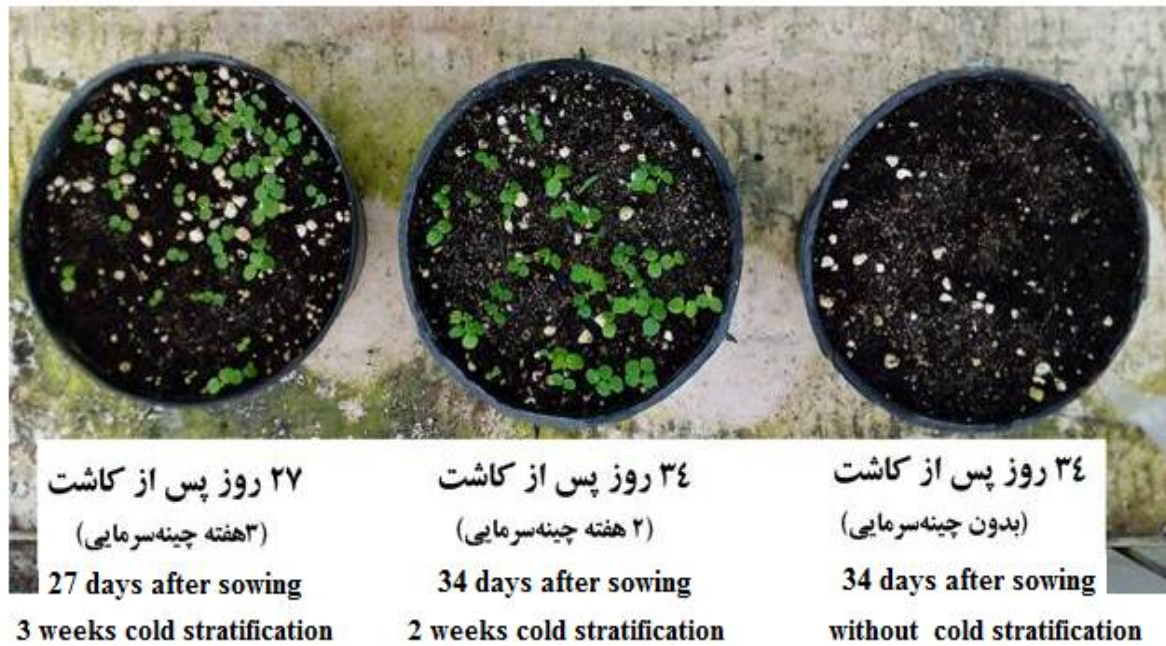 ۲۷ روز پس از کاشت
(۳هفته چینه‌سرمایی)
27 days after sowing
3 weeks cold stratification
۳٤ روز پس از کاشت
(۲ هفته چینه‌سرمایی)
34 days after sowing
2 weeks cold stratification
۳٤ روز پس از کاشت
(بدون چینه‌سرمایی)
34 days after sowing
without cold stratification